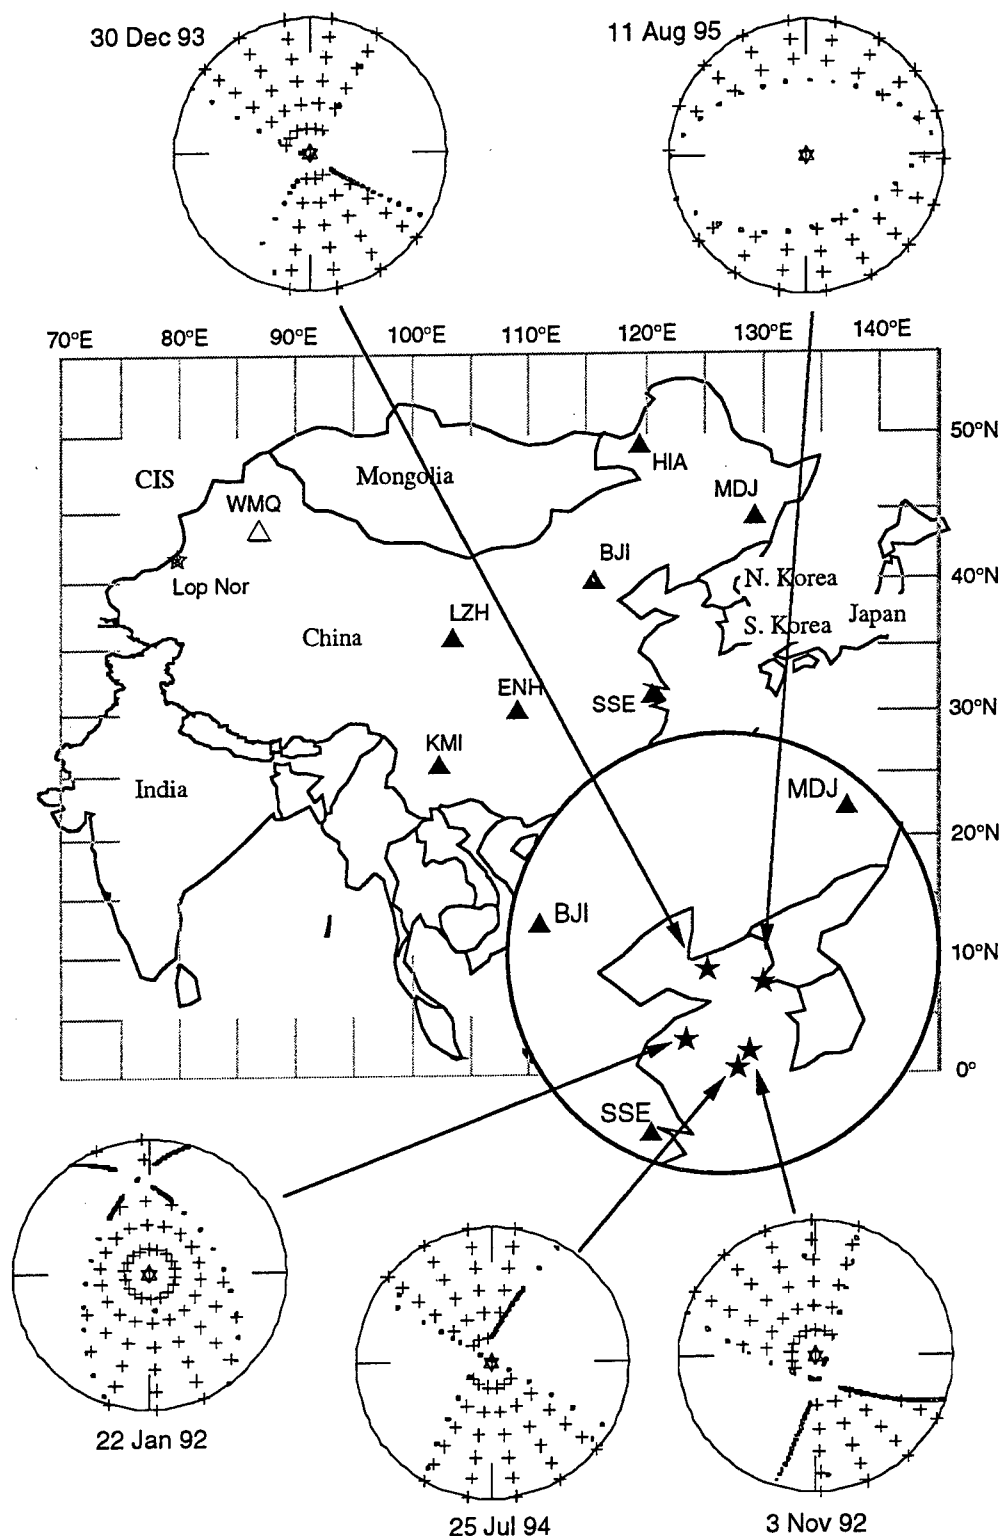 30 Dec 93
11 Aug 95
70°E 80°E 90°E 100°E 110°E 120°E 130°E 140°E
50°N
CIS
Mongolia
HIA
WMQ
MDJ
BJI
40°N
Lop Nor
N. Korea
LZH
Japan
China
S. Korea
ENH
SSE
30°N
KMI
India
MDJ
20°N
BJI
10°N
0°
SSE
22 Jan 92
25 Jul 94
3 Nov 92